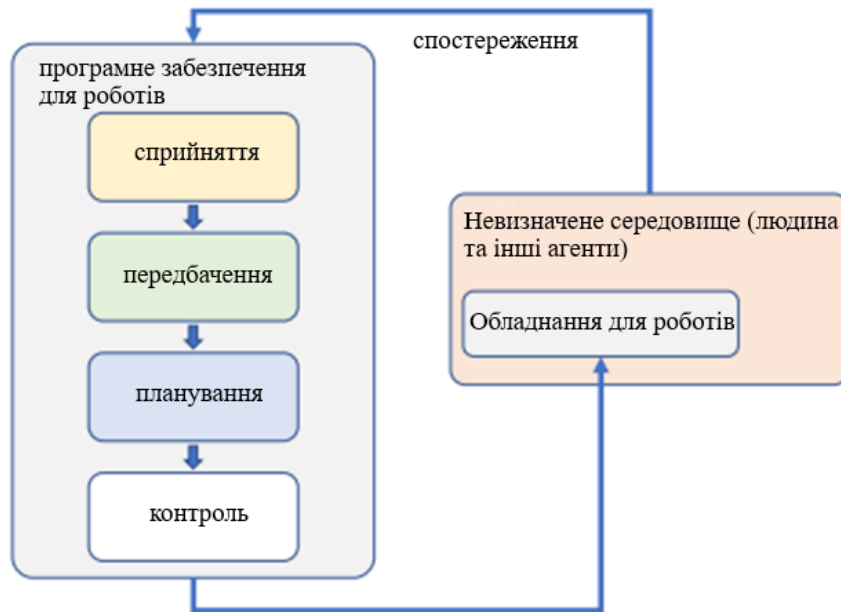 спостереження
програмне забезпечення
для роботів
сприйняття
передбачення
планування
контроль
Невизначене середовище (людина
та інші агенти)
Обладнання для роботів